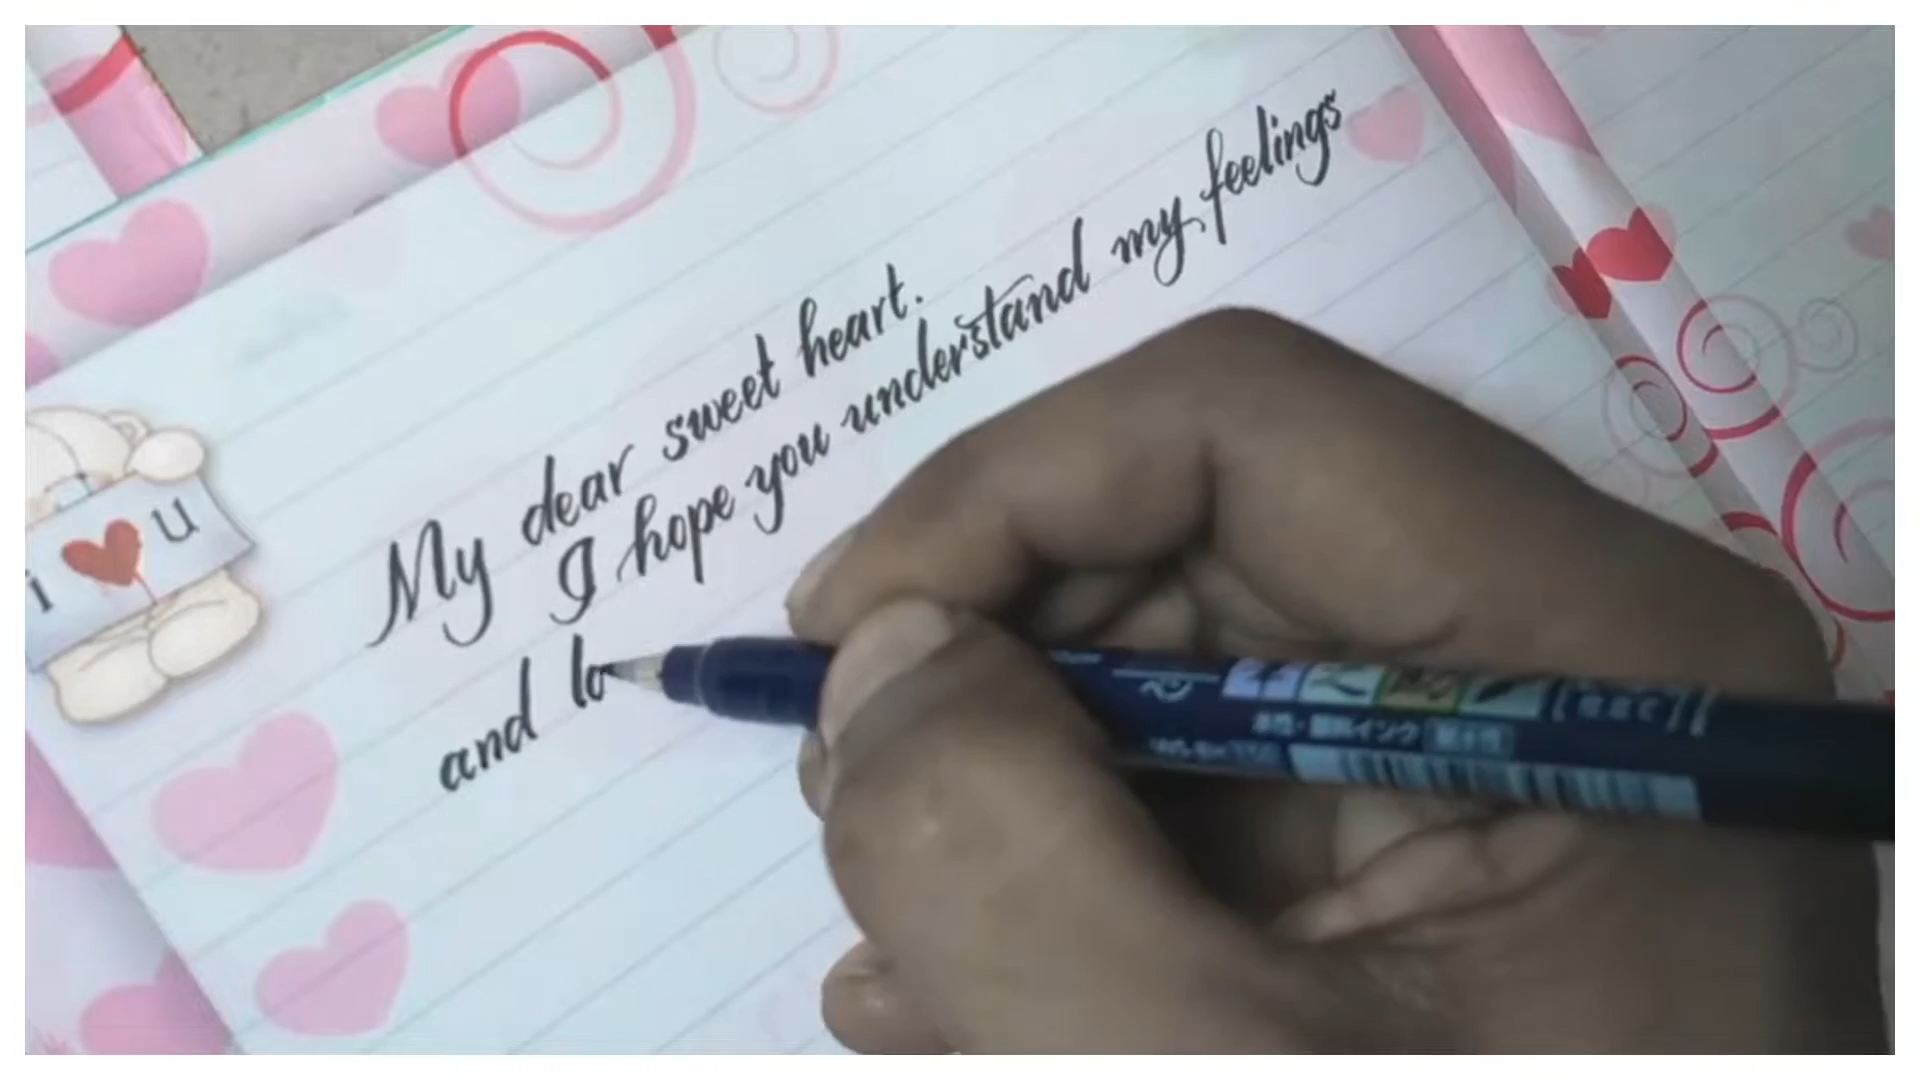 My dear sweet heart.
I hope you understand my feelings
and lo
i u